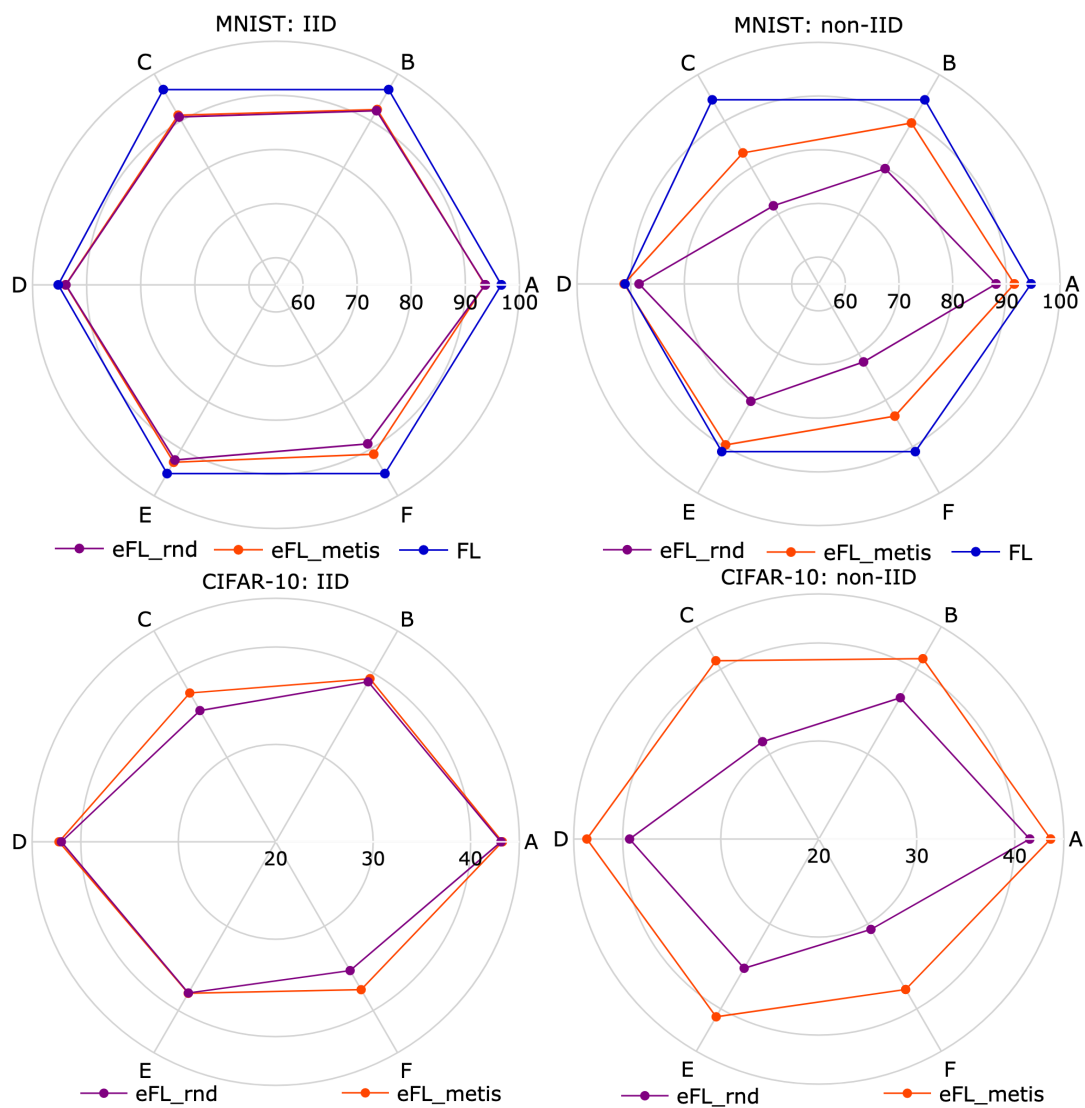 MNIST: IID
C
B
D
A
60
70
80
90
100
E
F
eFL_rnd
eFL_metis
FL
MNIST: non-IID
C
B
D
A
60
70
80
90
100
E
F
eFL_rnd
eFL_metis
FL
CIFAR-10: IID
C
B
D
A
20
30
40
E
F
eFL_rnd
eFL_metis
CIFAR-10: non-IID
C
B
D
A
20
30
40
E
F
eFL_rnd
eFL_metis